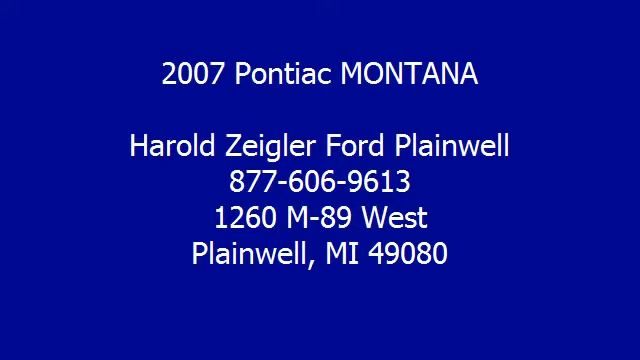 2007 Pontiac MONTANA
Harold Zeigler Ford Plainwell
877-606-9613
1260 M-89 West
Plainwell, MI 49080